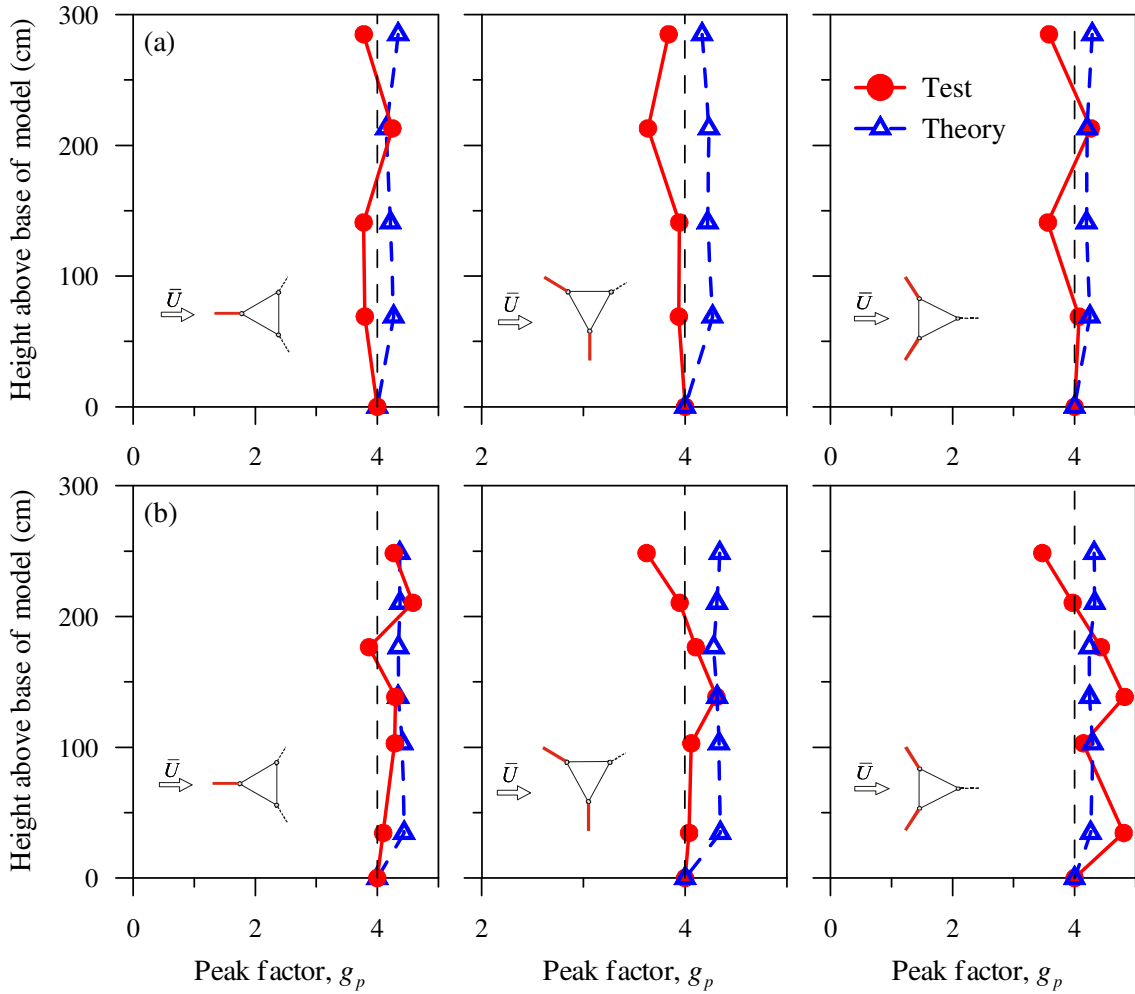 300
(a)
Height above base of model (cm)
200
100
0
Test
Theory
Ū
Ū
Ū
0 2 4
2 4
0 2 4
300
(b)
Height above base of model (cm)
200
100
0
Ū
Ū
Ū
0 2 4
2 4
0 2 4
Peak factor, g_p
Peak factor, g_p
Peak factor, g_p